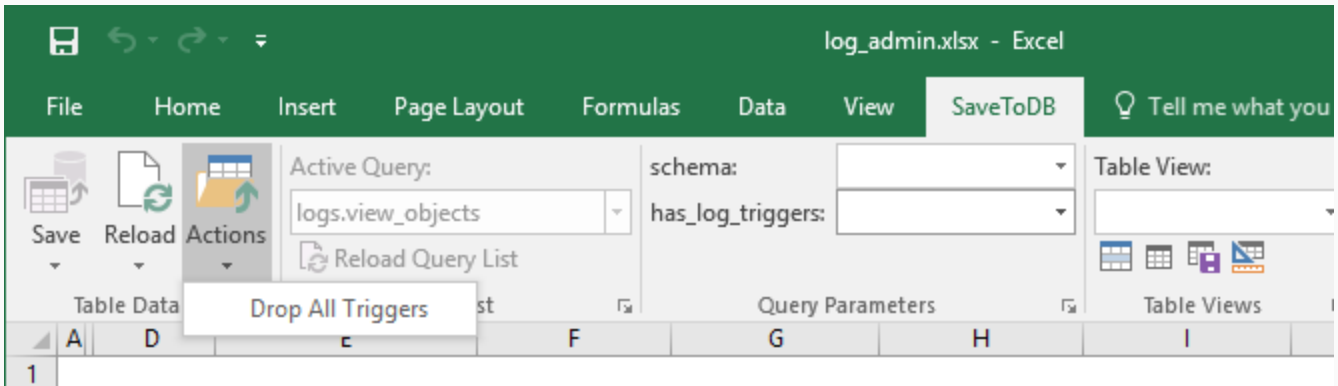 log_admin.xlsx - Excel
File Home Insert Page Layout Formulas Data View SaveToDB Tell me what you
Active Query: schema: Table View:
logs.view_objects has_log_triggers:
Save Reload Actions
Reload Query List
Table Data st Query Parameters Table Views
Drop All Triggers
A D E F G H I
1